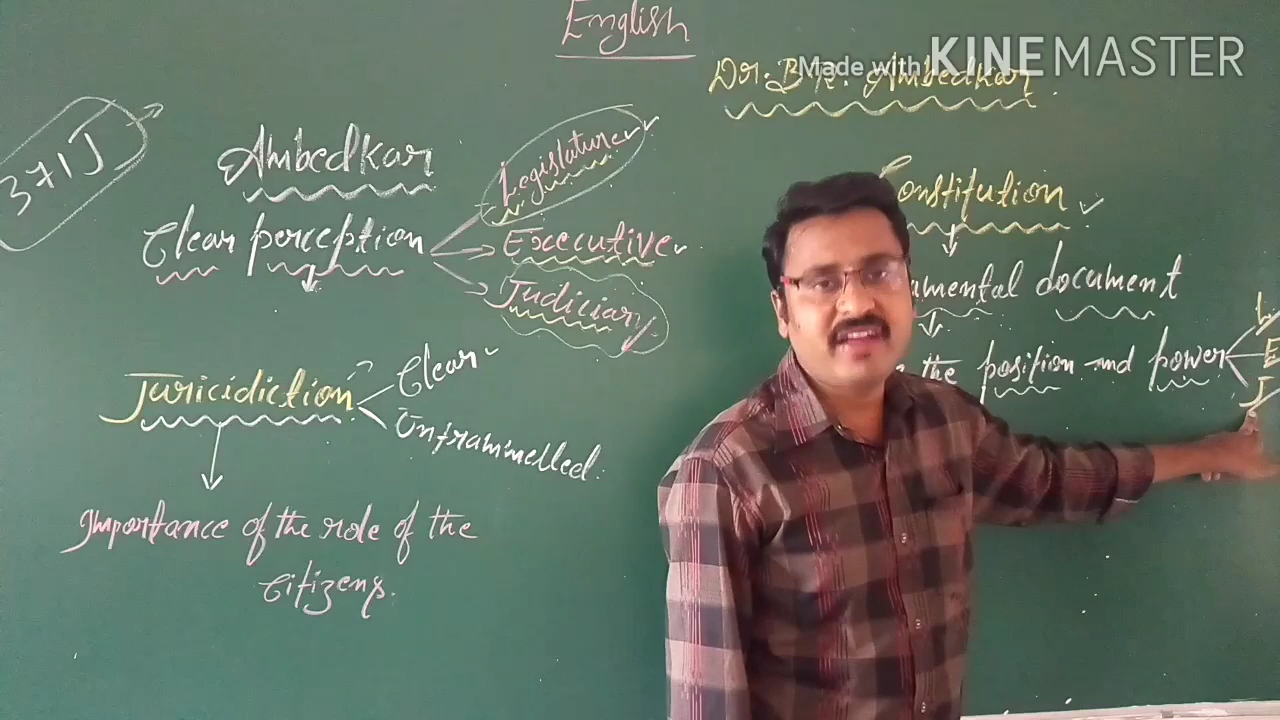 English
Made with KINEMASTER
Dr. B.R. Ambedkar
371J
Ambedkar
Clear perception
Legislature
Executive
Judiciary
Juricidiction
Clear
Untrammelled.
Importance of the role of the
Citizens.
Constitution
document
the position and power
L
E
J